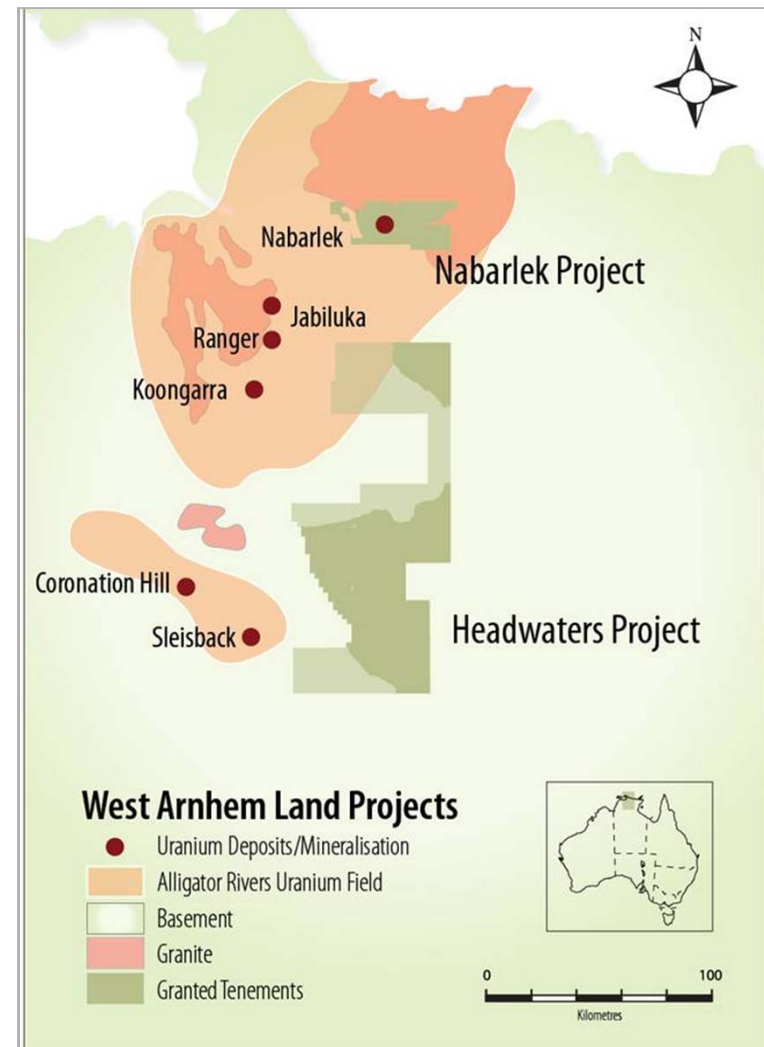 N
Nabarlek
Nabarlek Project
Jabiluka
Ranger
Koongarra
Coronation Hill
Sleisback
Headwaters Project
West Arnhem Land Projects
Uranium Deposits/Mineralisation
Alligator Rivers Uranium Field
Basement
Granite
Granted Tenements
0 100
Kilometres